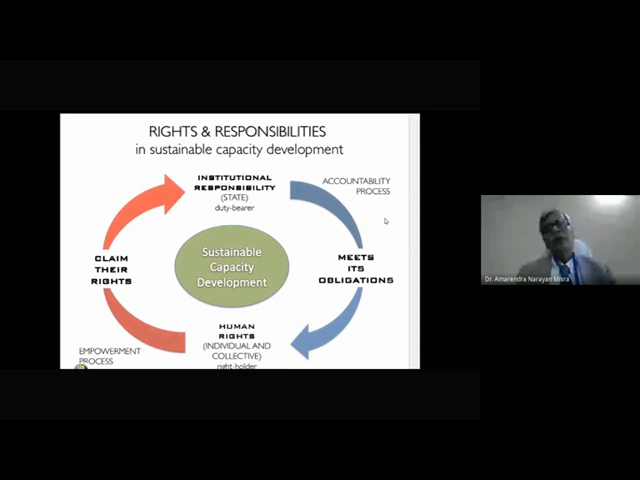 RIGHTS & RESPONSIBILITIES
in sustainable capacity development
INSTITUTIONAL
RESPONSIBILITY
(STATE)
duty-bearer
ACCOUNTABILITY
PROCESS
CLAIM
THEIR
RIGHTS
Sustainable
Capacity
Development
MEETS
ITS
OBLIGATIONS
HUMAN
RIGHTS
(INDIVIDUAL AND
COLLECTIVE)
right-holder
EMPOWERMENT
PROCESS
Dr. Amarendra Narayan Misra